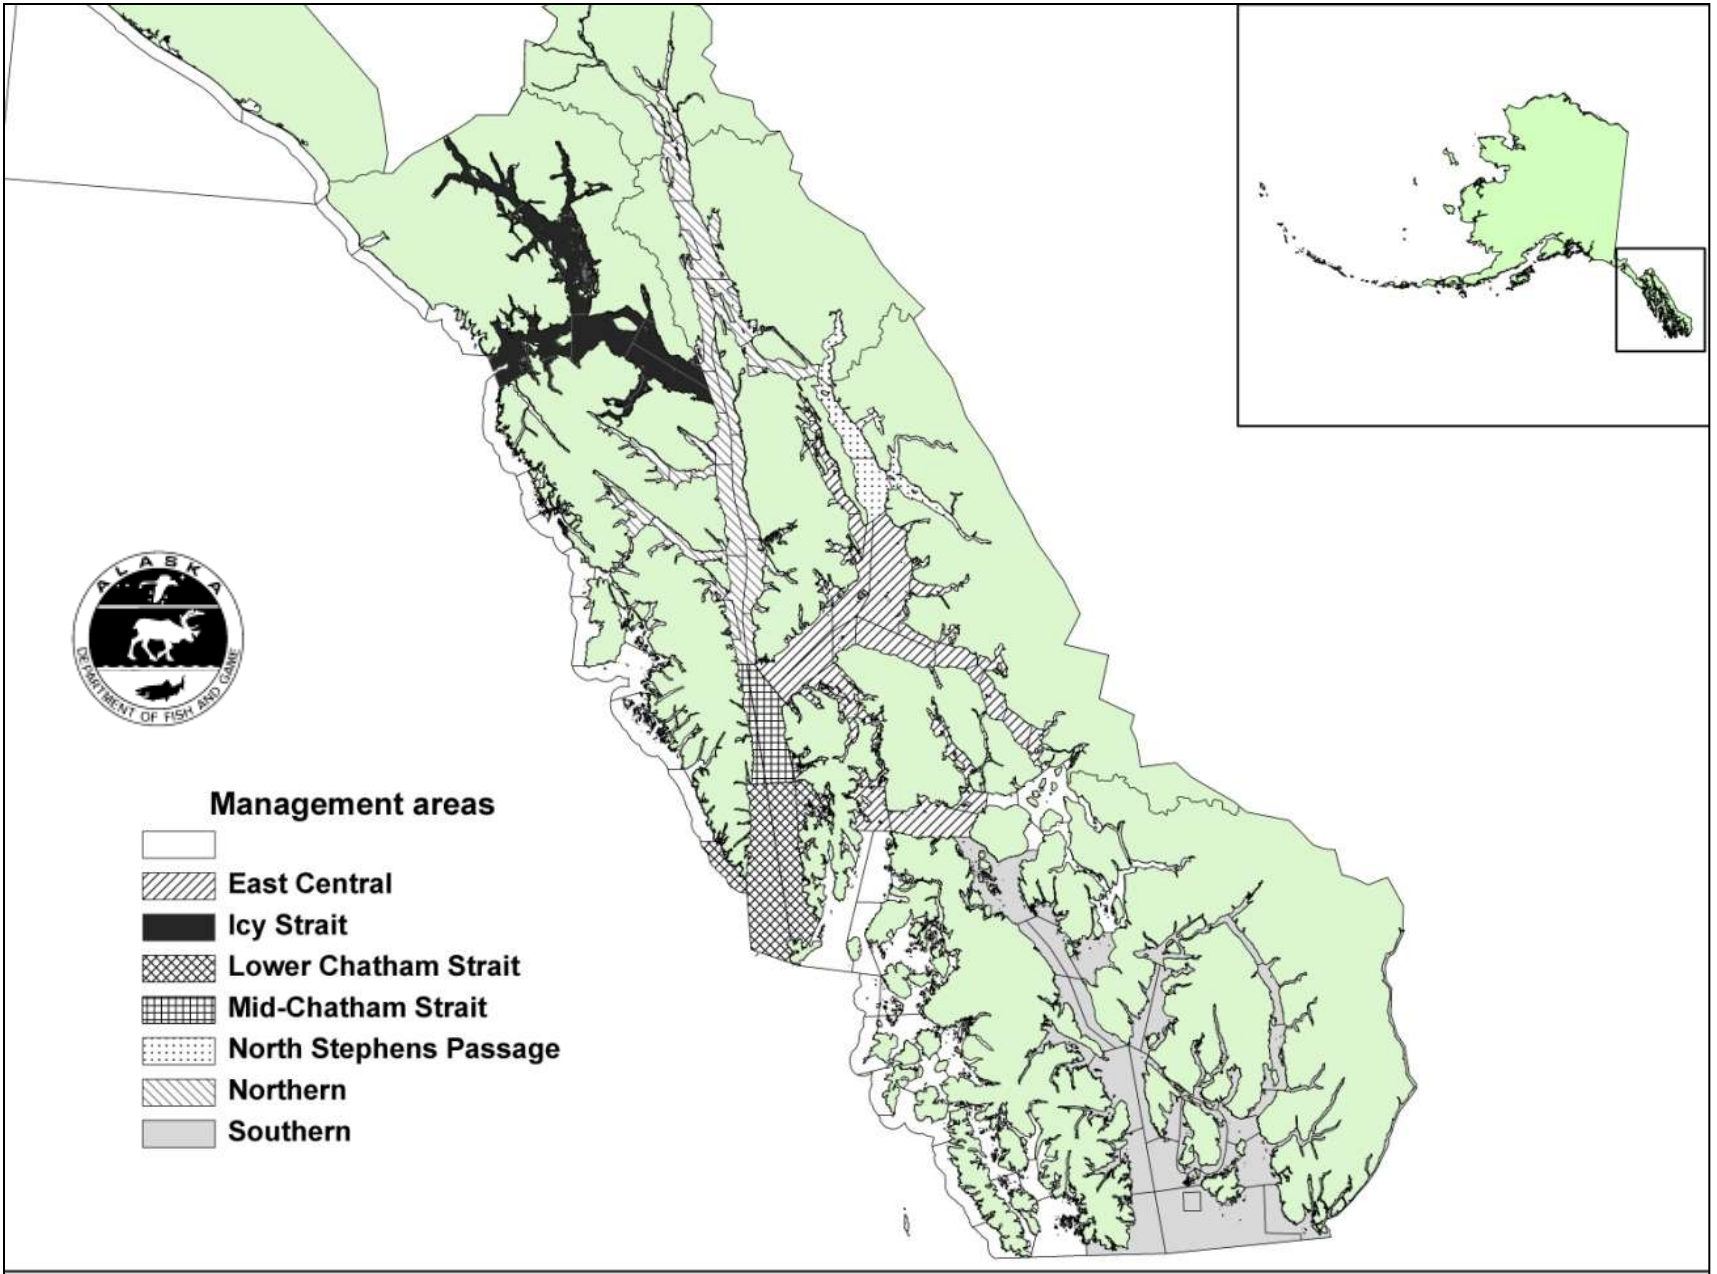 ALASKA
DEPARTMENT OF FISH AND GAME
Management areas
East Central
Icy Strait
Lower Chatham Strait
Mid-Chatham Strait
North Stephens Passage
Northern
Southern